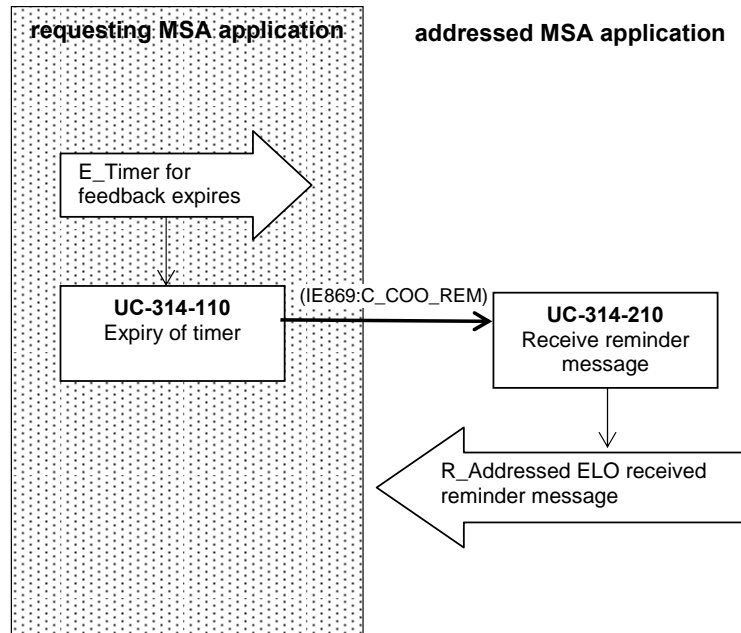 requesting MSA application
addressed MSA application
E_Timer for
feedback expires
UC-314-110
Expiry of timer
(IE869:C_COO_REM)
UC-314-210
Receive reminder
message
R_Addressed ELO received
reminder message